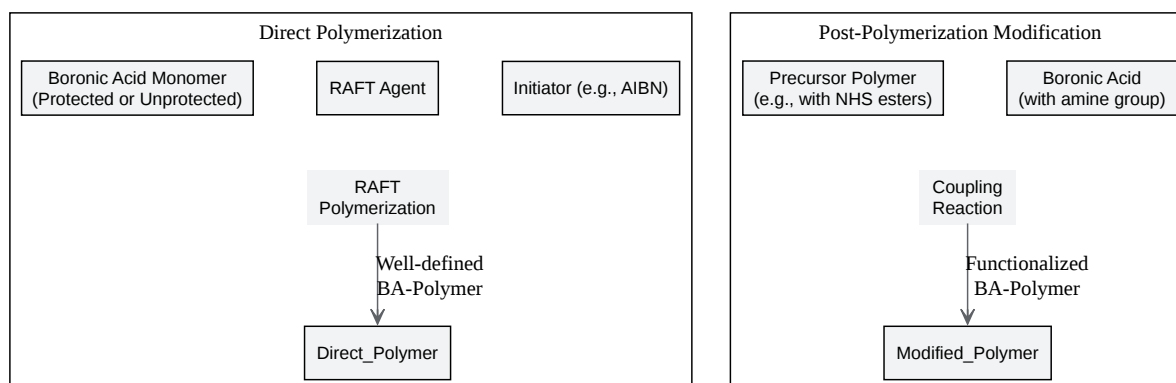 Direct Polymerization
Boronic Acid Monomer
(Protected or Unprotected)
RAFT Agent
Initiator (e.g., AIBN)
RAFT
Polymerization
Well-defined
BA-Polymer
Direct_Polymer
Post-Polymerization Modification
Precursor Polymer
(e.g., with NHS esters)
Boronic Acid
(with amine group)
Coupling
Reaction
Functionalized
BA-Polymer
Modified_Polymer